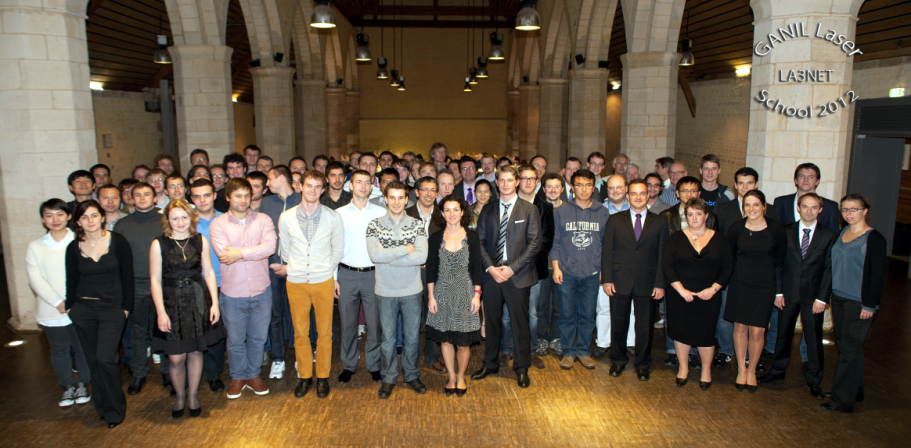 GANIL Laser
LA3NET
School 2012
CALIFORNIA